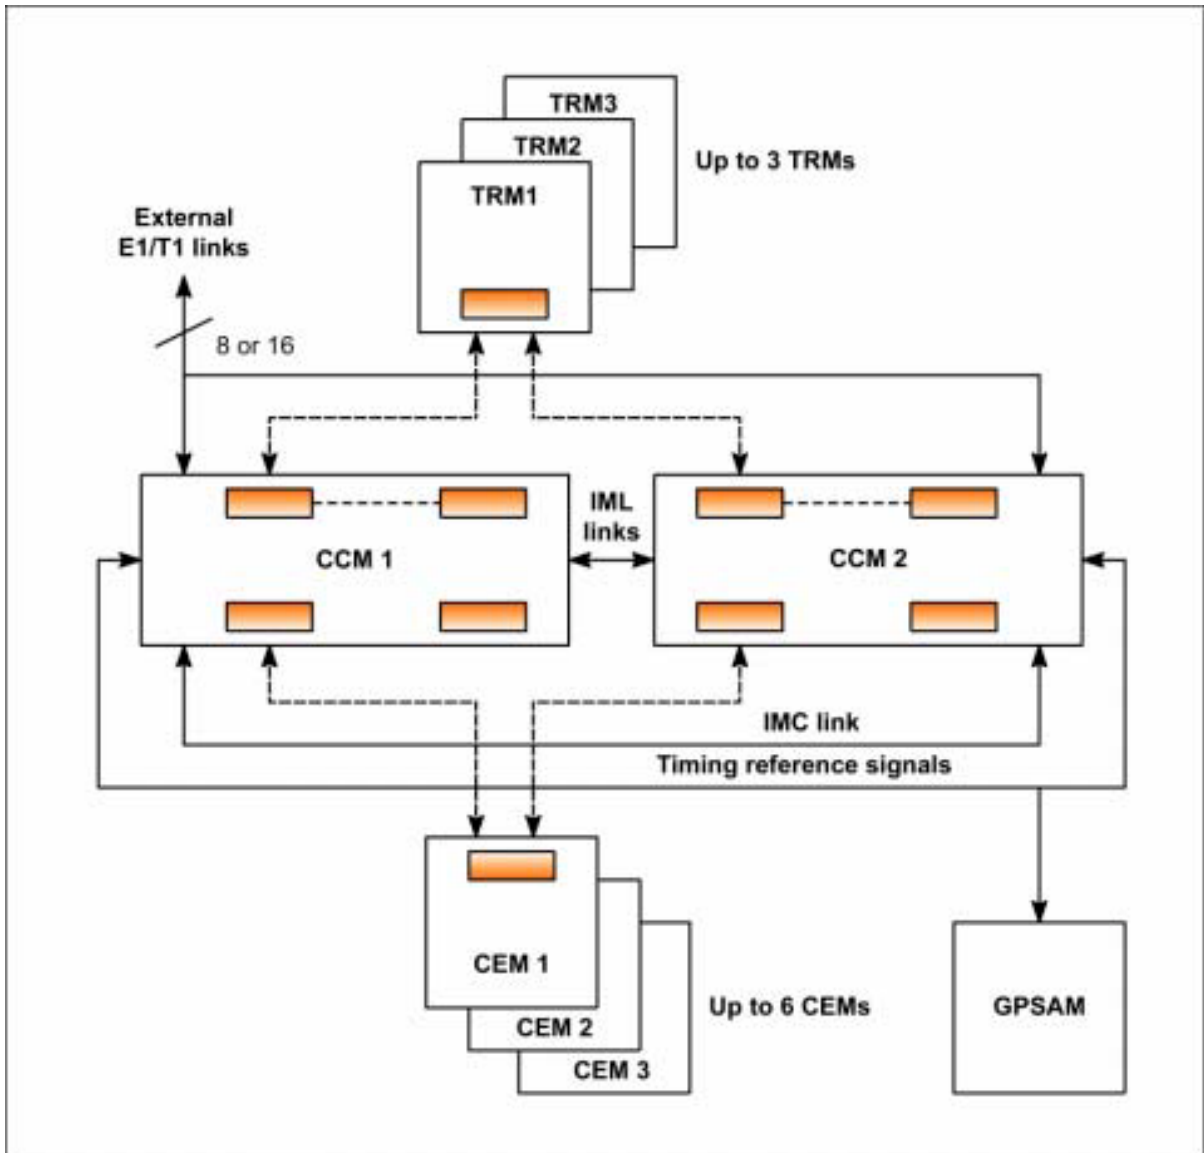 TRM3
TRM2
Up to 3 TRMs
TRM1
External
E1/T1 links
8 or 16
IML
links
CCM 1
CCM 2
IMC link
Timing reference signals
CEM 1
Up to 6 CEMs
GPSAM
CEM 2
CEM 3